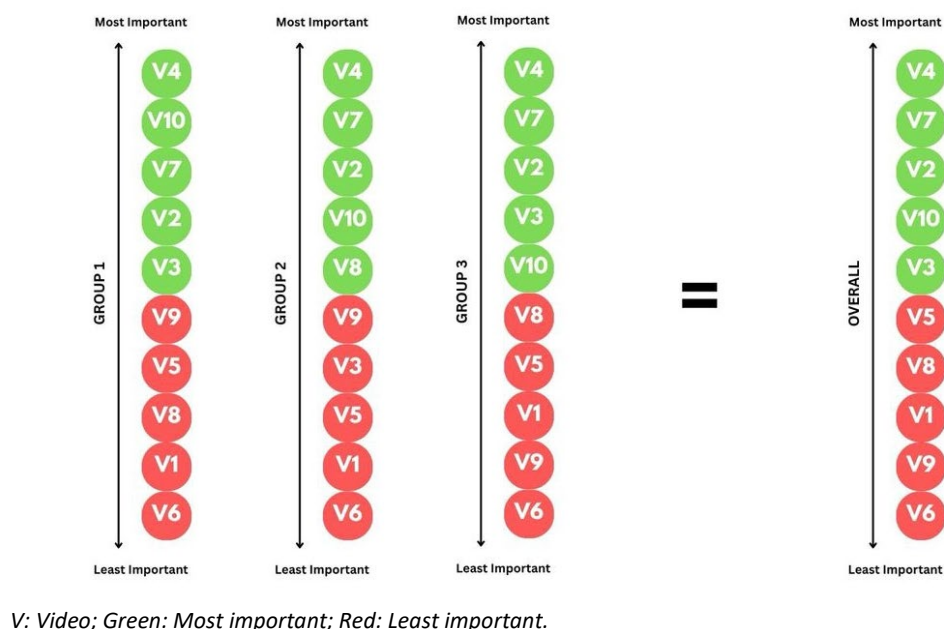 Most Important
Most Important
Most Important
Most Important
GROUP 1
V4
V10
V7
V2
V3
V9
V5
V8
V1
V6
GROUP 2
V4
V7
V2
V10
V8
V9
V3
V5
V1
V6
GROUP 3
V4
V7
V2
V3
V10
V8
V5
V1
V9
V6
=
OVERALL
V4
V7
V2
V10
V3
V5
V8
V1
V9
V6
Least Important
Least Important
Least Important
Least Important
V: Video; Green: Most important; Red: Least important.